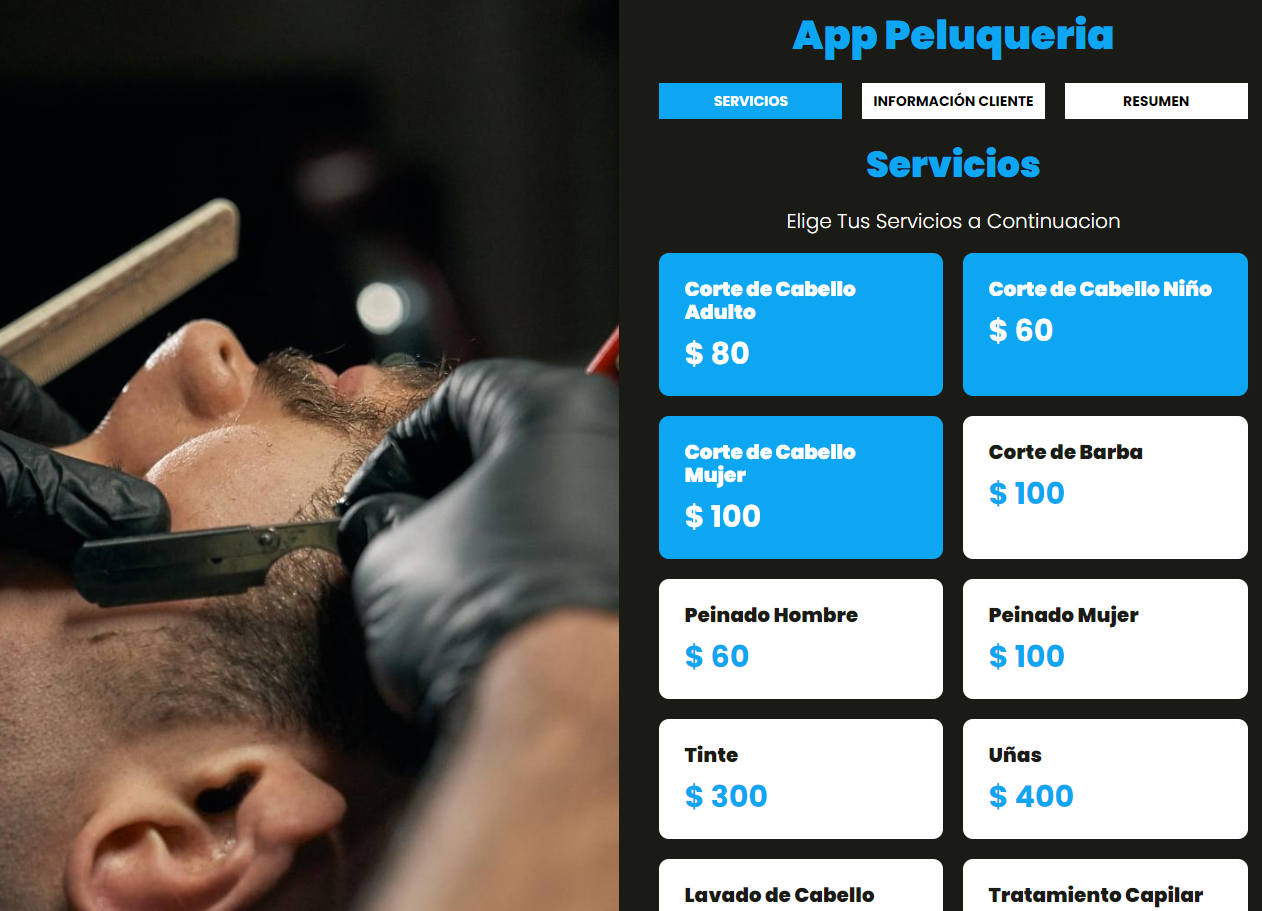 App Peluqueria
SERVICIOS
INFORMACIÓN CLIENTE
RESUMEN
Servicios
Elige Tus Servicios a Continuacion
Corte de Cabello
Adulto
$ 80
Corte de Cabello Niño
$ 60
Corte de Cabello
Mujer
$ 100
Corte de Barba
$ 100
Peinado Hombre
$ 60
Peinado Mujer
$ 100
Tinte
$ 300
Uñas
$ 400
Lavado de Cabello
Tratamiento Capilar